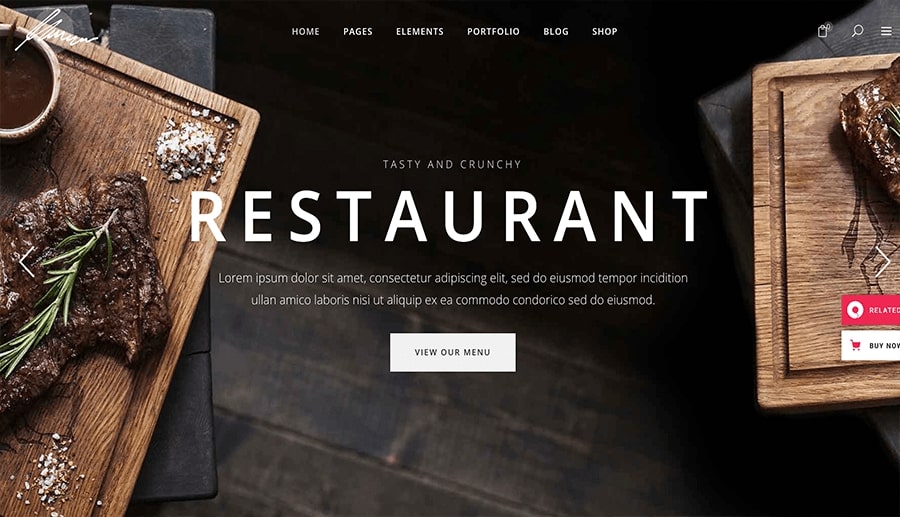 HOME PAGES ELEMENTS PORTFOLIO BLOG SHOP
0
TASTY AND CRUNCHY
RESTAURANT
Lorem ipsum dolor sit amet, consectetur adipiscing elit, sed do eiusmod tempor incidition
ullan amico laboris nisi ut aliquip ex ea commodo condorico sed do eiusmod.
RELATED
VIEW OUR MENU
BUY NOW